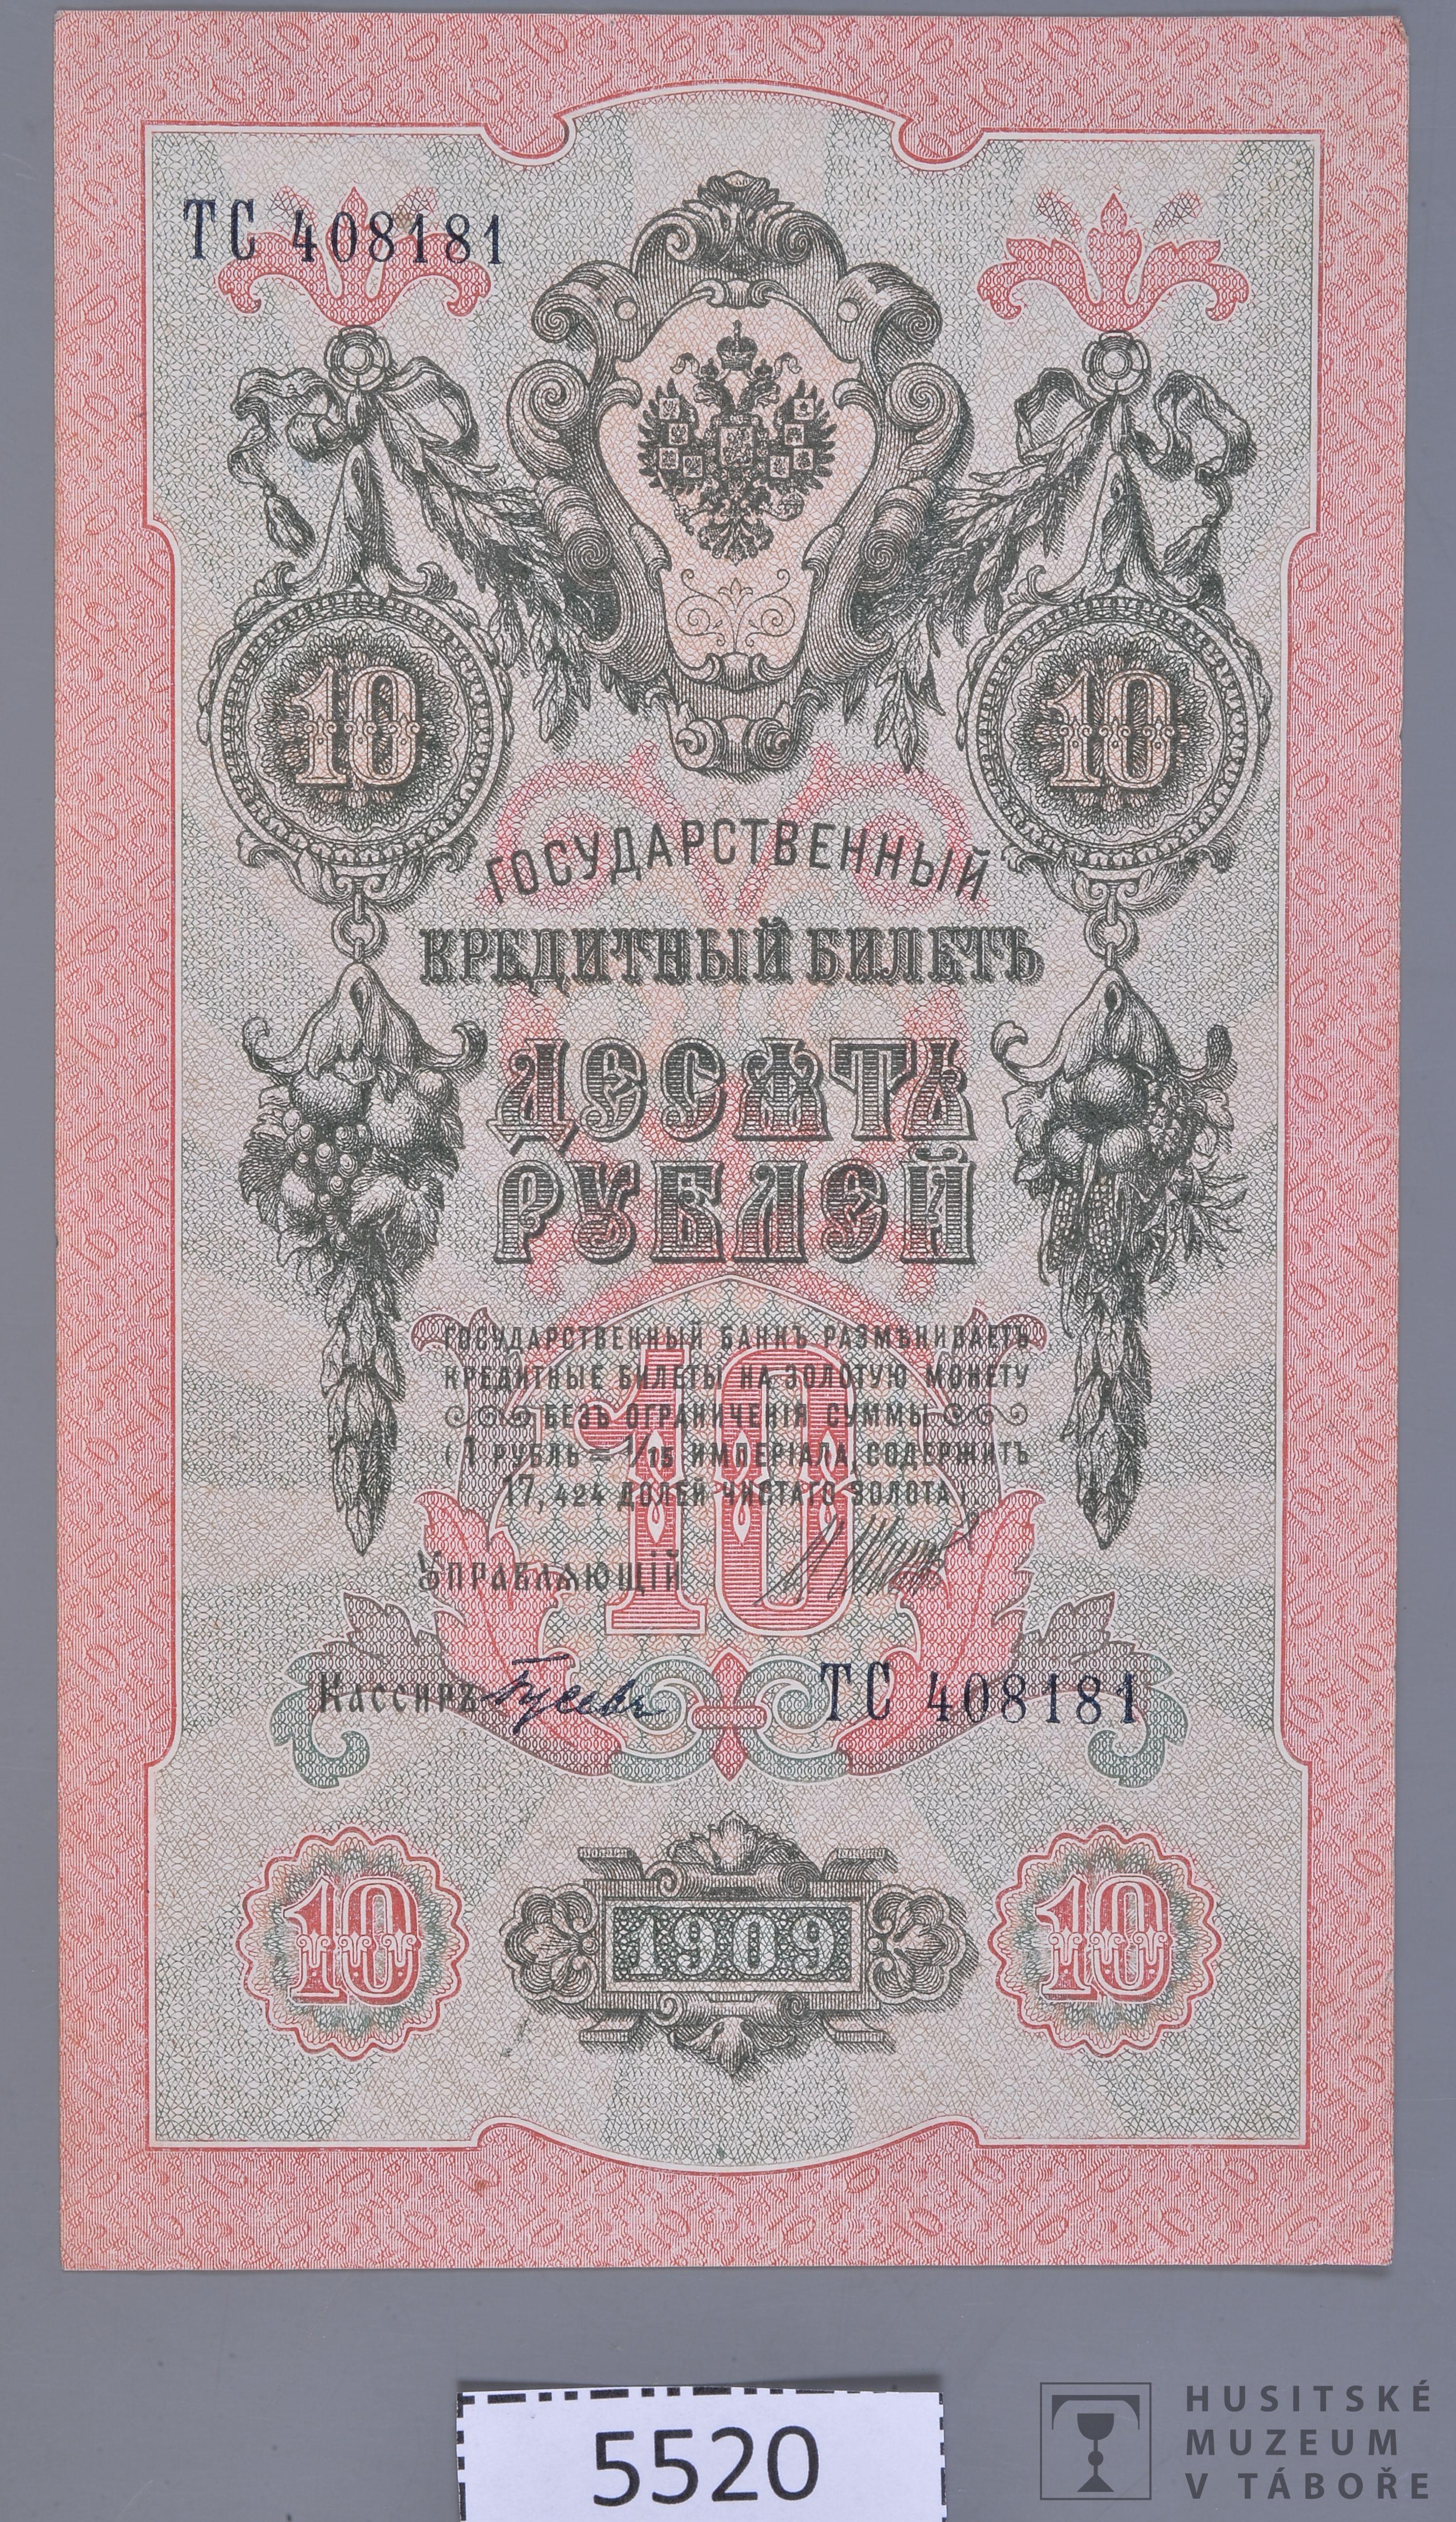 ТС 408181
10 10
ГОСУДАРСТВЕННЫЙ
КРЕДИТНЫЙ БИЛЕТЪ
ДЕСЯТЬ
РУБЛЕЙ
ГОСУДАРСТВЕННЫЙ БАНКЪ РАЗМѢНИВАЕТЪ
КРЕДИТНЫЕ БИЛЕТЫ НА ЗОЛОТУЮ МОНЕТУ
БЕЗЪ ОГРАНИЧЕНІЯ СУММЫ
(1 РУБЛЬ = 1/15 ИМПЕРІАЛА, СОДЕРЖИТЪ
17,424 ДОЛЕЙ ЧИСТАГО ЗОЛОТА).
10
УПРАВЛЯЮЩІЙ
Кассиръ Гусевъ ТС 408181
10 1909 10
5520
HUSITSKÉ
MUZEUM
V TÁBOŘE